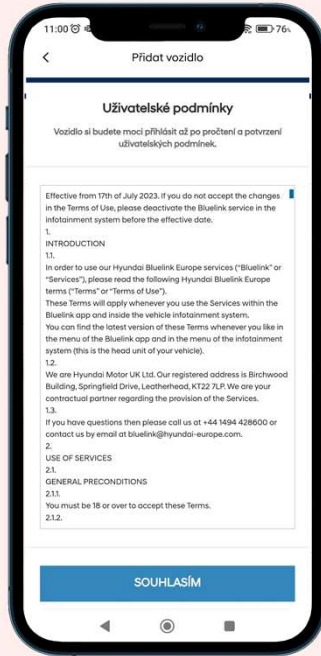 11:00
76
Přidat vozidlo
Uživatelské podmínky
Vozidlo si budete moci přihlásit až po pročtení a potvrzení
uživatelských podmínek.
Effective from 17th of July 2023. If you do not accept the changes
in the Terms of Use, please deactivate the Bluelink service in the
infotainment system before the effective date.
1.
INTRODUCTION
1.1.
In order to use our Hyundai Bluelink Europe services ("Bluelink" or
"Services"), please read the following Hyundai Bluelink Europe
terms ("Terms" or "Terms of Use").
These Terms will apply whenever you use the Services within the
Bluelink app and inside the vehicle infotainment system.
You can find the latest version of these Terms whenever you like in
the menu of the Bluelink app and in the menu of the infotainment
system (this is the head unit of your vehicle).
1.2.
We are Hyundai Motor UK Ltd. Our registered address is Birchwood
Building, Springfield Drive, Leatherhead, KT22 7LP. We are your
contractual partner regarding the provision of the Services.
1.3.
If you have questions then please call us at +44 1494 428600 or
contact us by email at bluelink@hyundai-europe.com.
2.
USE OF SERVICES
2.1.
GENERAL PRECONDITIONS
2.1.1.
You must be 18 or over to accept these Terms.
2.1.2.
SOUHLASÍM